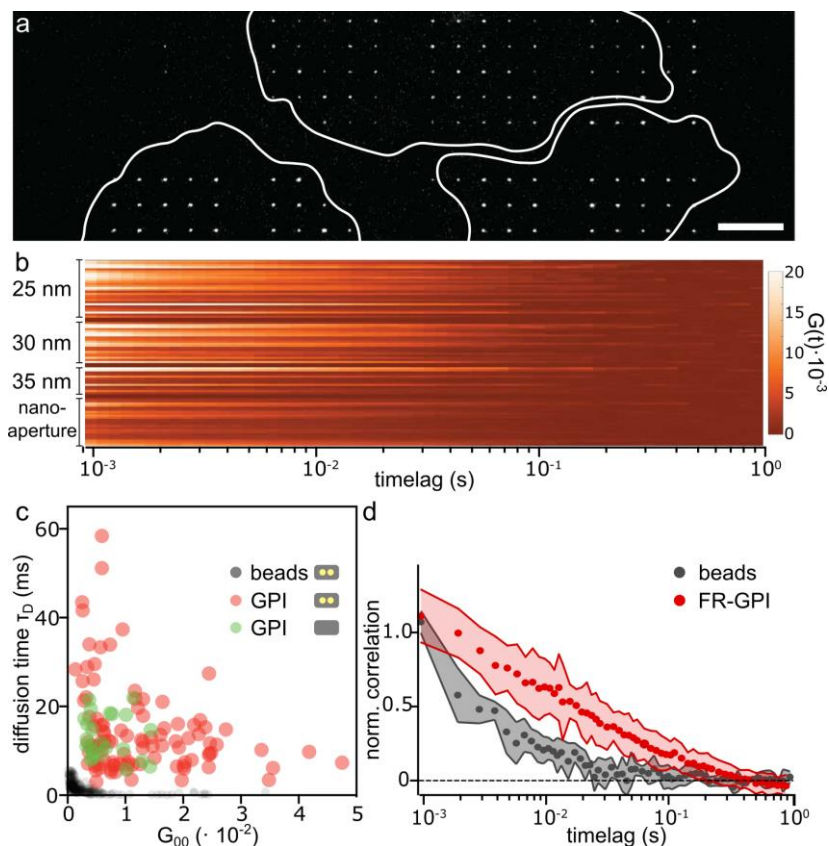 a
b
25 nm
30 nm
35 nm
nano-
aperture
20
15
10
5
0
G(t)·10⁻³
10⁻³ 10⁻² 10⁻¹ 10⁰
timelag (s)
c
60
40
20
0
diffusion time τ_D (ms)
beads
GPI
GPI
0 1 2 3 4 5
G₀₀ (· 10⁻²)
d
beads
FR-GPI
1.0
0.5
0
norm. correlation
10⁻³ 10⁻² 10⁻¹ 10⁰
timelag (s)